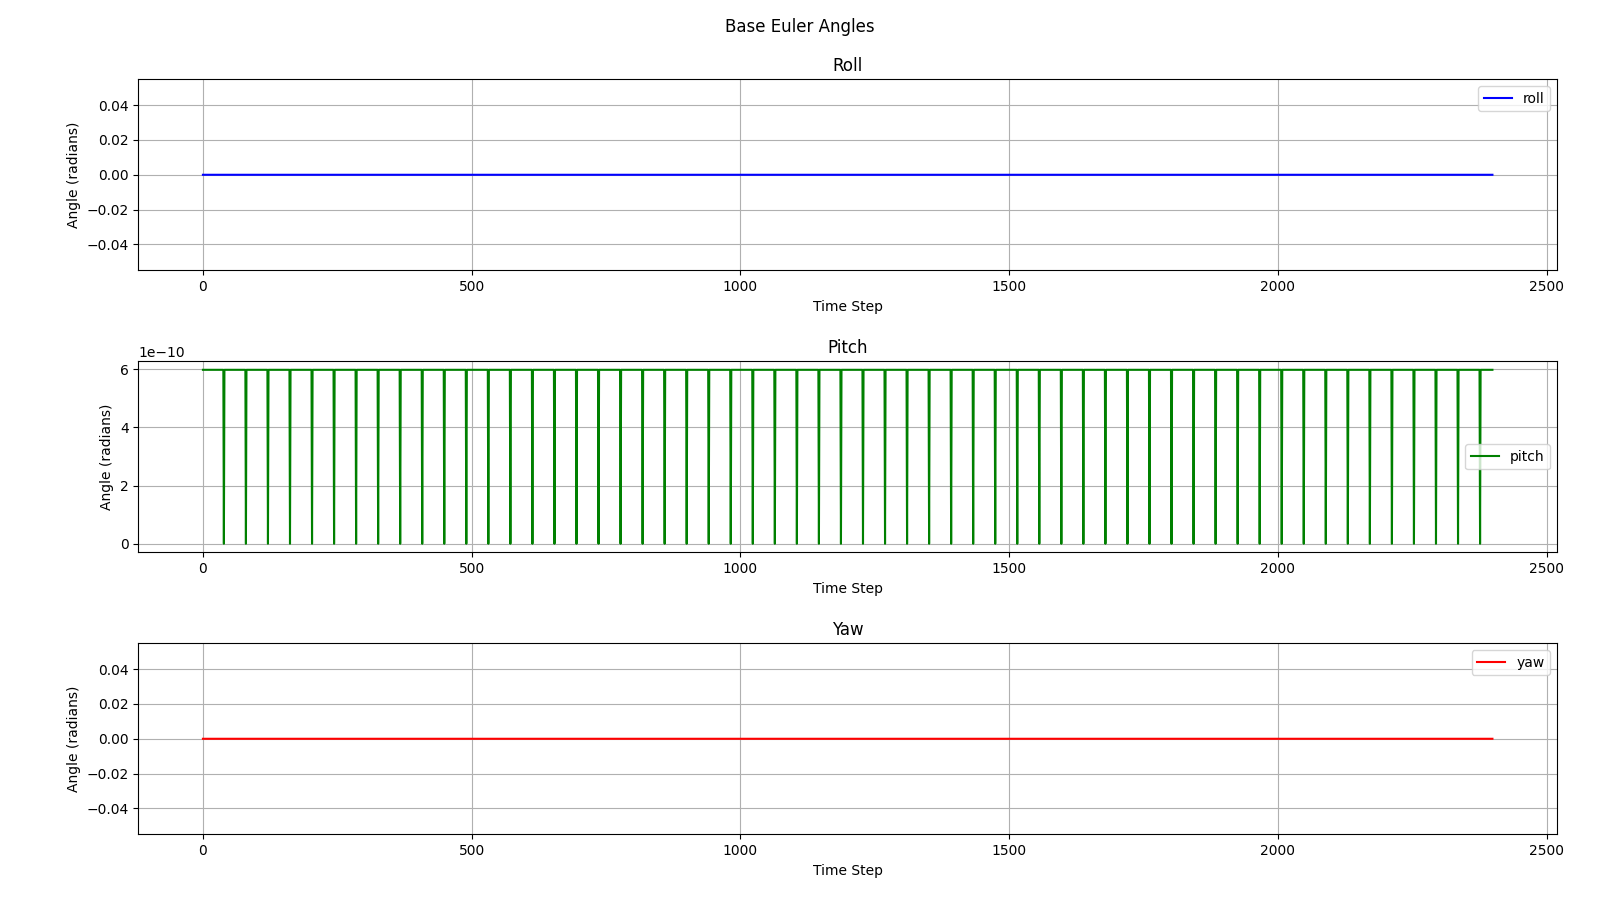 Base Euler Angles
Roll
roll
0.04
0.02
0.00
−0.02
−0.04
Angle (radians)
0 500 1000 1500 2000 2500
Time Step
Pitch
1e−10
6
4
2
0
Angle (radians)
pitch
0 500 1000 1500 2000 2500
Time Step
Yaw
yaw
0.04
0.02
0.00
−0.02
−0.04
Angle (radians)
0 500 1000 1500 2000 2500
Time Step